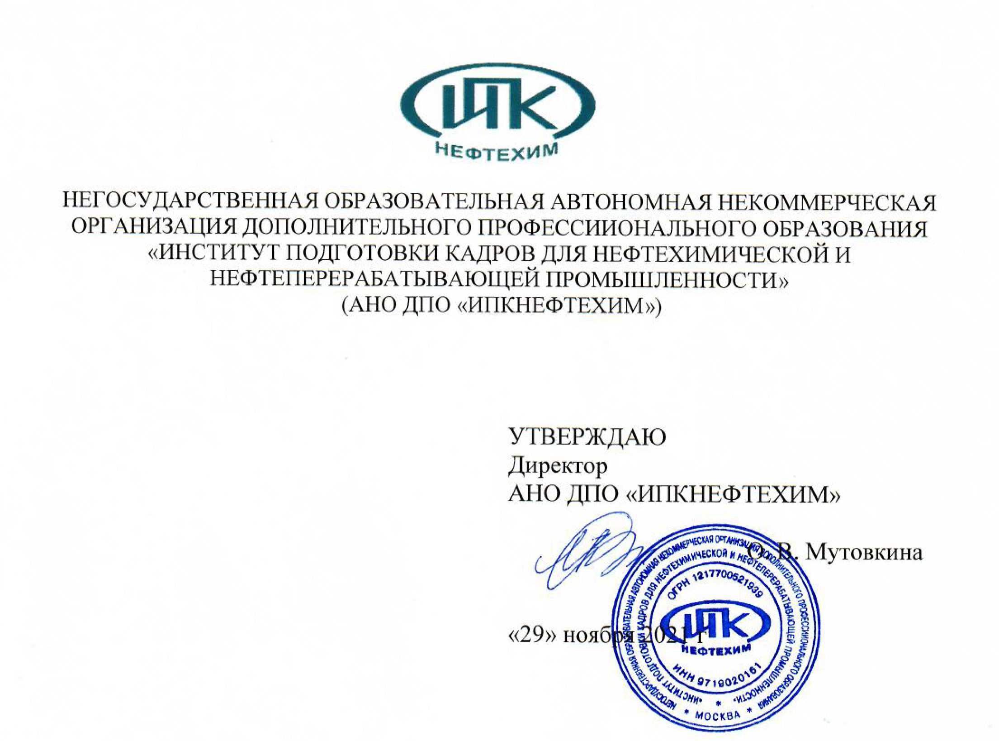 ИПК
НЕФТЕХИМ
НЕГОСУДАРСТВЕННАЯ ОБРАЗОВАТЕЛЬНАЯ АВТОНОМНАЯ НЕКОММЕРЧЕСКАЯ
ОРГАНИЗАЦИЯ ДОПОЛНИТЕЛЬНОГО ПРОФЕССИИОНАЛЬНОГО ОБРАЗОВАНИЯ
«ИНСТИТУТ ПОДГОТОВКИ КАДРОВ ДЛЯ НЕФТЕХИМИЧЕСКОЙ И
НЕФТЕПЕРЕРАБАТЫВАЮЩЕЙ ПРОМЫШЛЕННОСТИ»
(АНО ДПО «ИПКНЕФТЕХИМ»)
УТВЕРЖДАЮ
Директор
АНО ДПО «ИПКНЕФТЕХИМ»
О. В. Мутовкина
«29» ноября 2021 г
НЕГОСУДАРСТВЕННАЯ ОБРАЗОВАТЕЛЬНАЯ АВТОНОМНАЯ НЕКОММЕРЧЕСКАЯ ОРГАНИЗАЦИЯ ДОПОЛНИТЕЛЬНОГО ПРОФЕССИИОНАЛЬНОГО ОБРАЗОВАНИЯ
* МОСКВА *
"ИНСТИТУТ ПОДГОТОВКИ КАДРОВ ДЛЯ НЕФТЕХИМИЧЕСКОЙ И НЕФТЕПЕРЕРАБАТЫВАЮЩЕЙ ПРОМЫШЛЕННОСТИ" *
ОГРН 1217700521939
ИПК
НЕФТЕХИМ
ИНН 9719020161